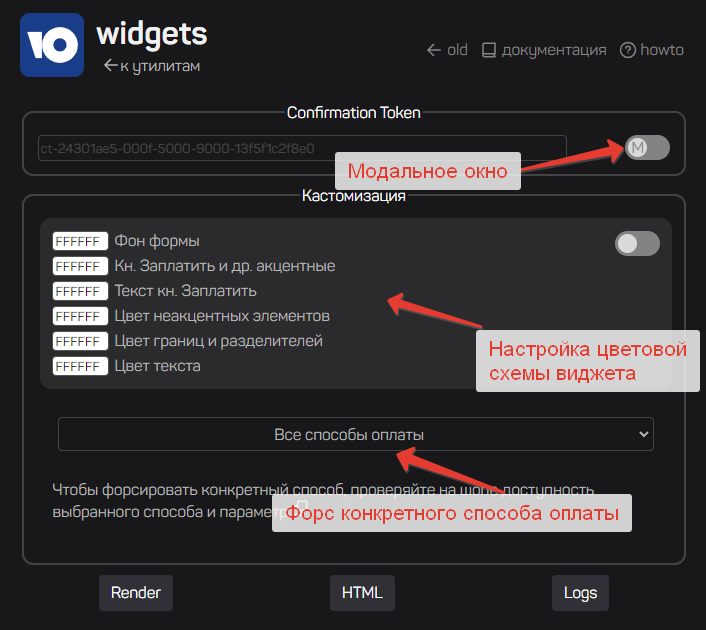 widgets
к утилитам
old
документация
howto
Confirmation Token
ct-24301ae5-000f-5000-9000-13f5f1c2f8e0
M
Модальное окно
Кастомизация
FFFFFF Фон формы
FFFFFF Кн. Заплатить и др. акцентные
FFFFFF Текст кн. Заплатить
FFFFFF Цвет неакцентных элементов
FFFFFF Цвет границ и разделителей
FFFFFF Цвет текста
Настройка цветовой
схемы виджета
Все способы оплаты
Чтобы форсировать конкретный способ, проверяйте на шопе доступность
выбранного способа и парамет
Форс конкретного способа оплаты
Render
HTML
Logs